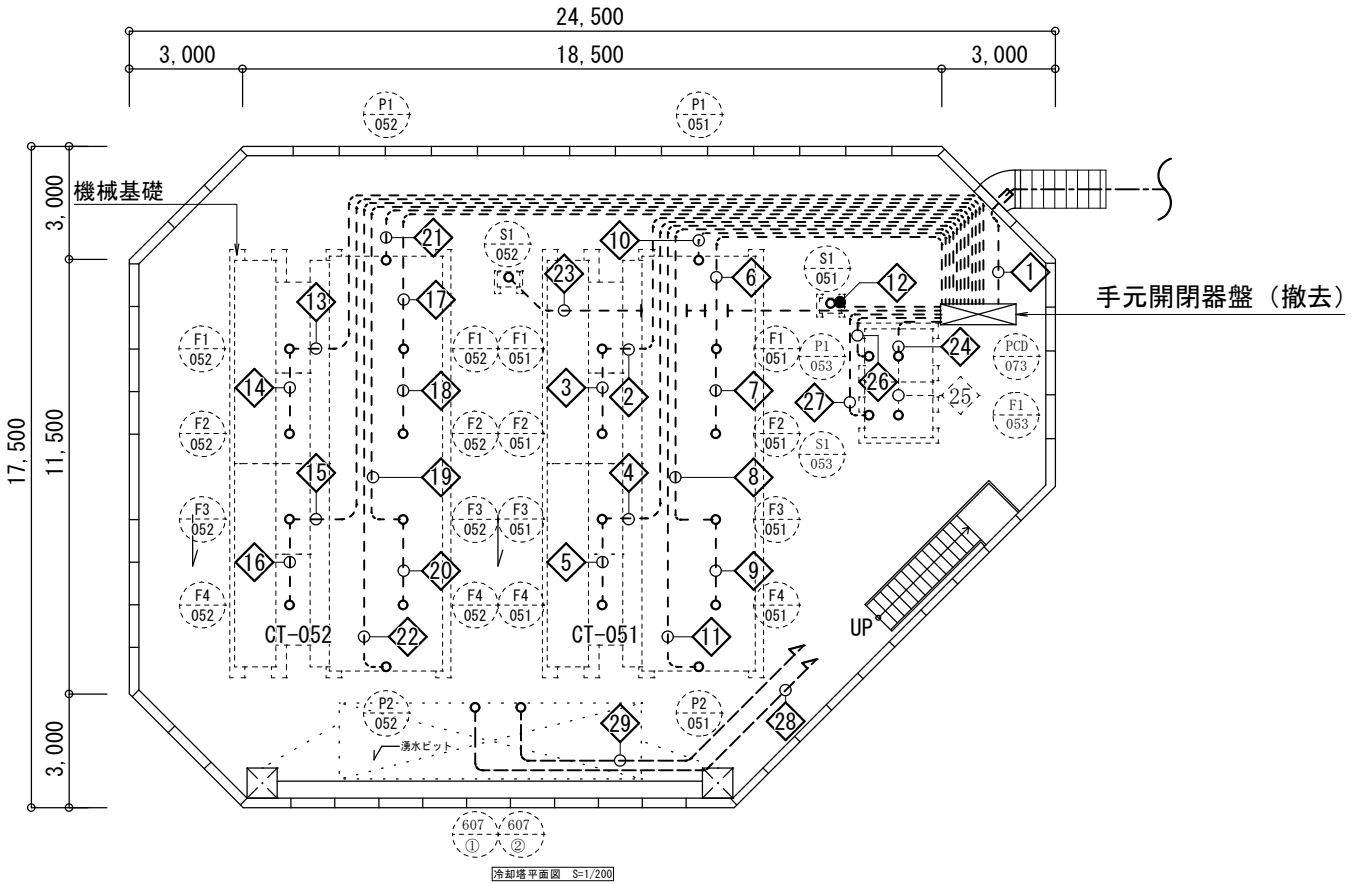 24,500
3,000
18,500
3,000
P1
052
P1
051
17,500
3,000
11,500
3,000
機械基礎
21
S1
052
23
10
6
S1
051
12
1
手元開閉器盤(撤去)
13
17
F1
052
F1
052
F1
051
F1
051
P1
053
24
PCD
073
14
18
3
2
7
27
26
25
F1
053
F2
052
F2
052
F2
051
F2
051
S1
053
15
19
4
8
F3
052
F3
052
F3
051
F3
051
16
20
5
9
F4
052
F4
052
F4
051
F4
051
CT-052
22
CT-051
11
UP
P2
052
P2
051
29
28
湧水ピット
607
①
607
②
冷却塔平面図 S=1/200